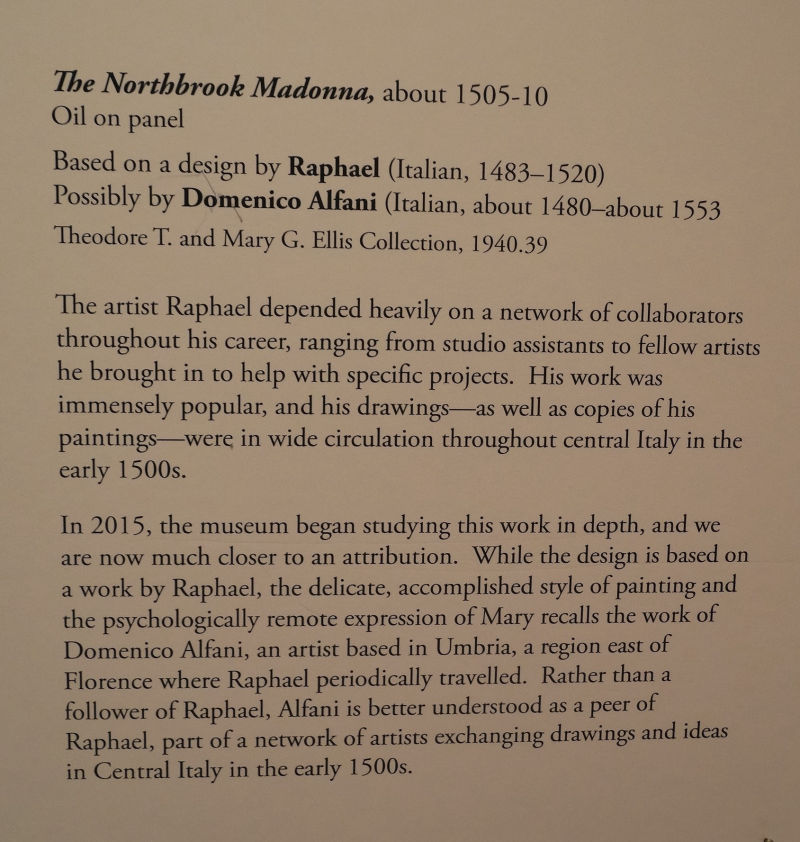 The Northbrook Madonna, about 1505-10
Oil on panel
Based on a design by Raphael (Italian, 1483–1520)
Possibly by Domenico Alfani (Italian, about 1480–about 1553
Theodore T. and Mary G. Ellis Collection, 1940.39
The artist Raphael depended heavily on a network of collaborators
throughout his career, ranging from studio assistants to fellow artists
he brought in to help with specific projects.  His work was
immensely popular, and his drawings—as well as copies of his
paintings—were in wide circulation throughout central Italy in the
early 1500s.
In 2015, the museum began studying this work in depth, and we
are now much closer to an attribution.  While the design is based on
a work by Raphael, the delicate, accomplished style of painting and
the psychologically remote expression of Mary recalls the work of
Domenico Alfani, an artist based in Umbria, a region east of
Florence where Raphael periodically travelled.  Rather than a
follower of Raphael, Alfani is better understood as a peer of
Raphael, part of a network of artists exchanging drawings and ideas
in Central Italy in the early 1500s.